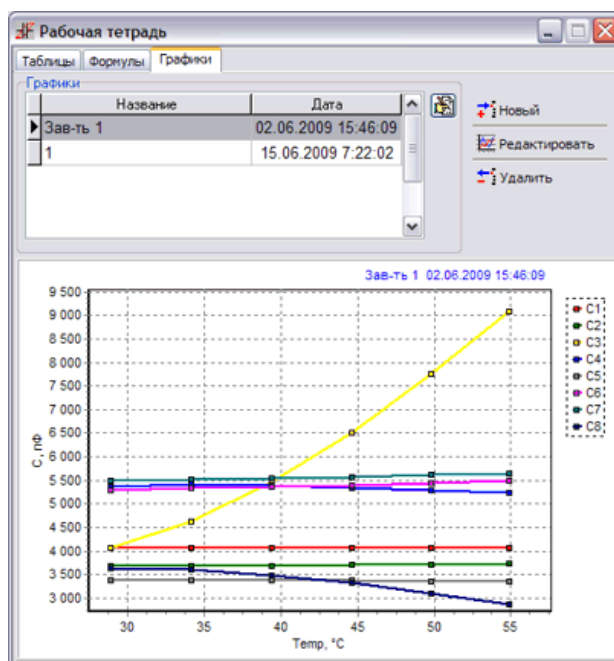 Рабочая тетрадь
Таблицы Формулы Графики
Графики
Название Дата
Зав-ть 1 02.06.2009 15:46:09
1 15.06.2009 7:22:02
Новый
Редактировать
Удалить
Зав-ть 1 02.06.2009 15:46:09
9 500
9 000
8 500
8 000
7 500
7 000
6 500
6 000
5 500
5 000
4 500
4 000
3 500
3 000
C, пФ
30 35 40 45 50 55
Temp, °C
C1
C2
C3
C4
C5
C6
C7
C8